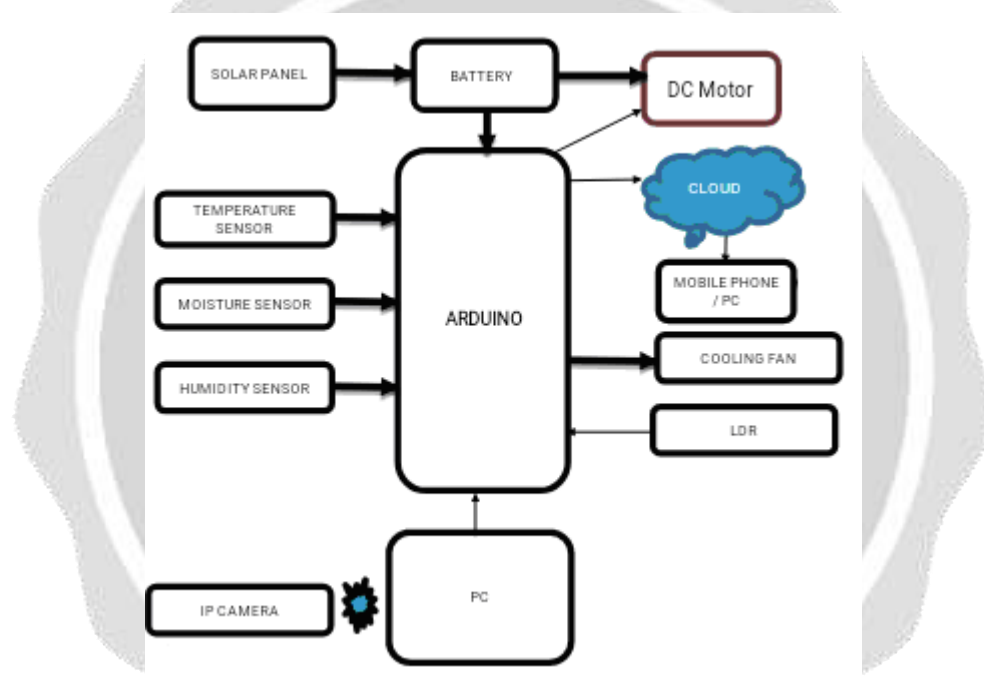 SOLAR PANEL
BATTERY
DC Motor
CLOUD
TEMPERATURE
SENSOR
MOISTURE SENSOR
HUMIDITY SENSOR
ARDUINO
MOBILE PHONE
/ PC
COOLING FAN
LDR
PC
IP CAMERA